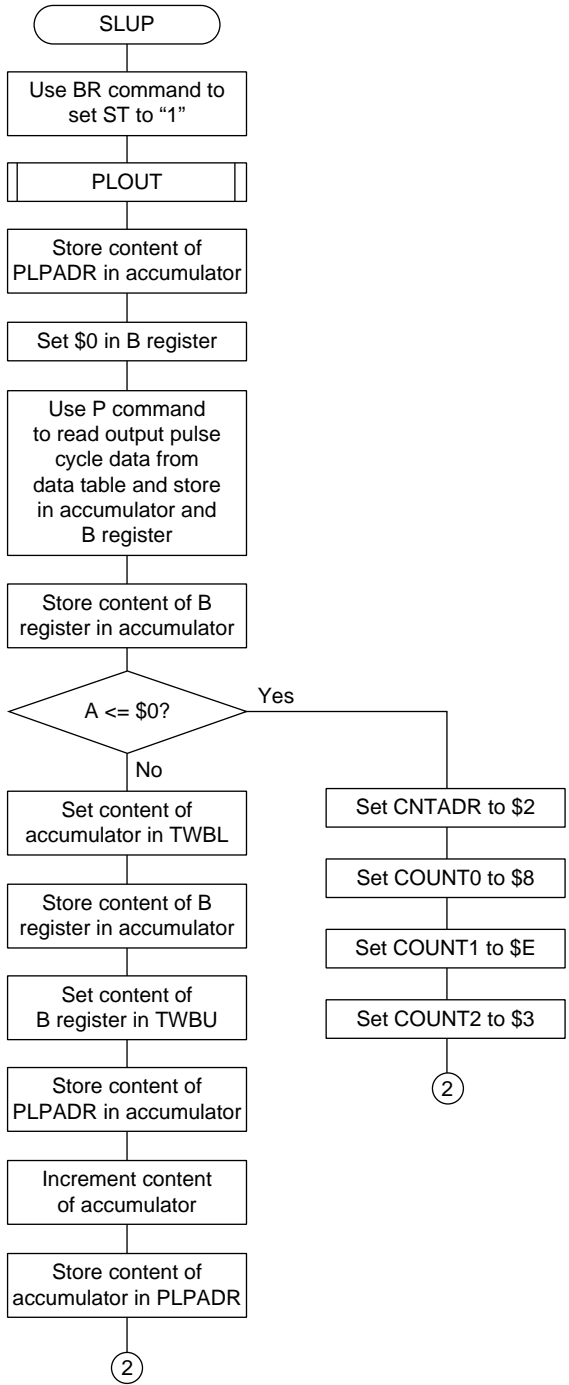 SLUP
Use BR command to
set ST to “1”
PLOUT
Store content of
PLPADR in accumulator
Set $0 in B register
Use P command
to read output pulse
cycle data from
data table and store
in accumulator and
B register
Store content of B
register in accumulator
A <= $0?
Yes
No
Set content of
accumulator in TWBL
Store content of B
register in accumulator
Set content of
B register in TWBU
Store content of
PLPADR in accumulator
Increment content
of accumulator
Store content of
accumulator in PLPADR
2
Set CNTADR to $2
Set COUNT0 to $8
Set COUNT1 to $E
Set COUNT2 to $3
2